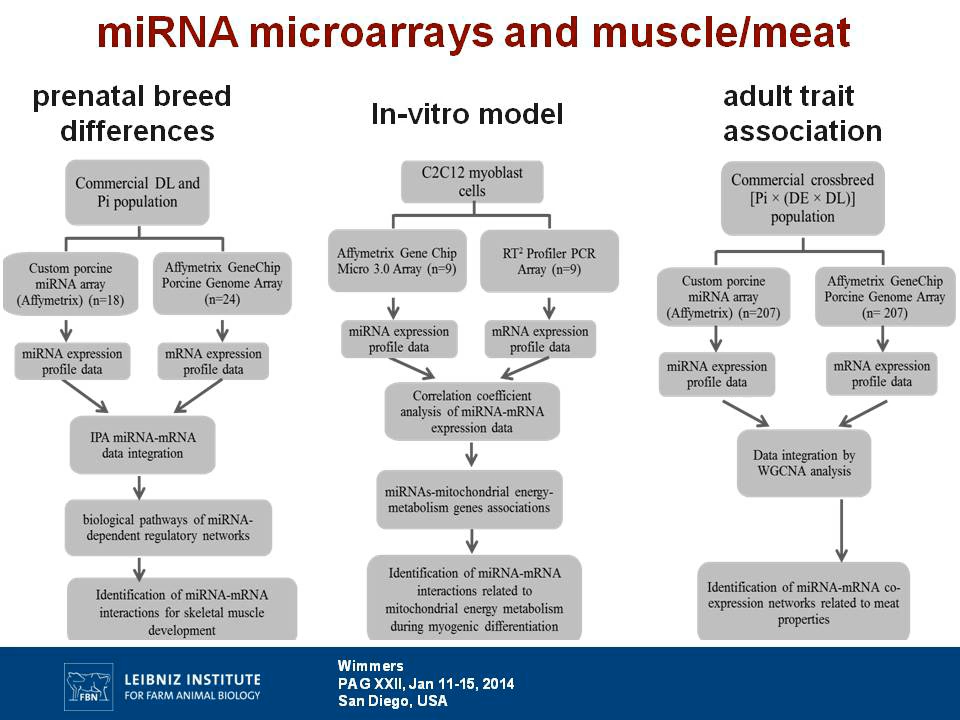 miRNA microarrays and muscle/meat
prenatal breed
differences
Commercial DL and
Pi population
Custom porcine
miRNA array
(Affymetrix) (n=18)
Affymetrix GeneChip
Porcine Genome Array
(n=24)
miRNA expression
profile data
mRNA expression
profile data
IPA miRNA-mRNA
data integration
biological pathways of miRNA-
dependent regulatory networks
Identification of miRNA-mRNA
interactions for skeletal muscle
development
In-vitro model
C2C12 myoblast
cells
Affymetrix Gene Chip
Micro 3.0 Array (n=9)
RT² Profiler PCR
Array (n=9)
miRNA expression
profile data
mRNA expression
profile data
Correlation coefficient
analysis of miRNA-mRNA
expression data
miRNAs-mitochondrial energy-
metabolism genes associations
Identification of miRNA-mRNA
interactions related to
mitochondrial energy metabolism
during myogenic differentiation
adult trait
association
Commercial crossbreed
[Pi × (DE × DL)]
population
Custom porcine
miRNA array
(Affymetrix) (n=207)
Affymetrix GeneChip
Porcine Genome Array
(n= 207)
miRNA expression
profile data
mRNA expression
profile data
Data integration by
WGCNA analysis
Identification of miRNA-mRNA co-
expression networks related to meat
properties
FBN
LEIBNIZ INSTITUTE
FOR FARM ANIMAL BIOLOGY
Wimmers
PAG XXII, Jan 11-15, 2014
San Diego, USA